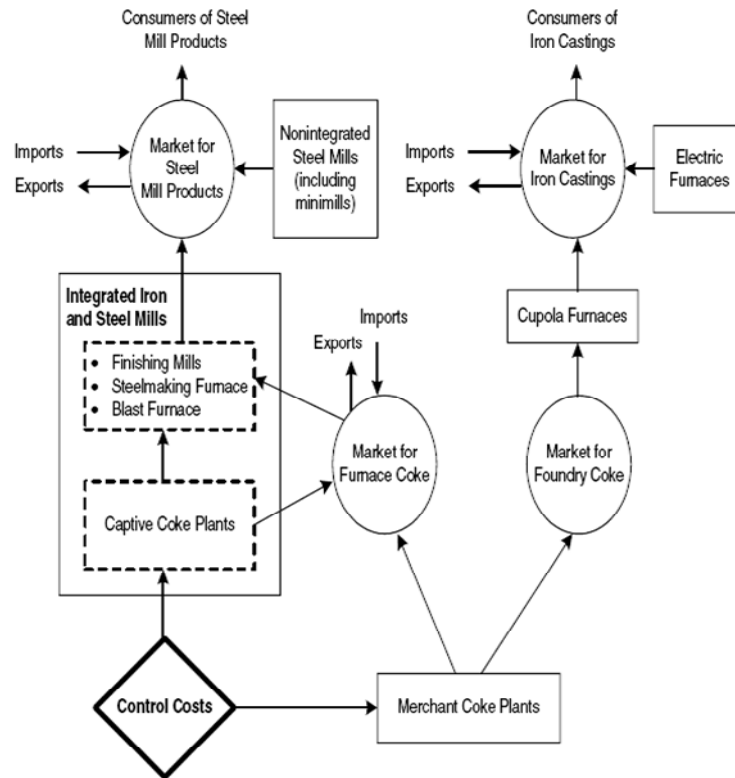 Consumers of Steel
Mill Products
Consumers of
Iron Castings
Imports
Exports
Market for
Steel
Mill Products
Nonintegrated
Steel Mills
(including
minimills)
Imports
Exports
Market for
Iron Castings
Electric
Furnaces
Integrated Iron
and Steel Mills
• Finishing Mills
• Steelmaking Furnace
• Blast Furnace
Captive Coke Plants
Imports
Exports
Market for
Furnace Coke
Cupola Furnaces
Market for
Foundry Coke
Control Costs
Merchant Coke Plants